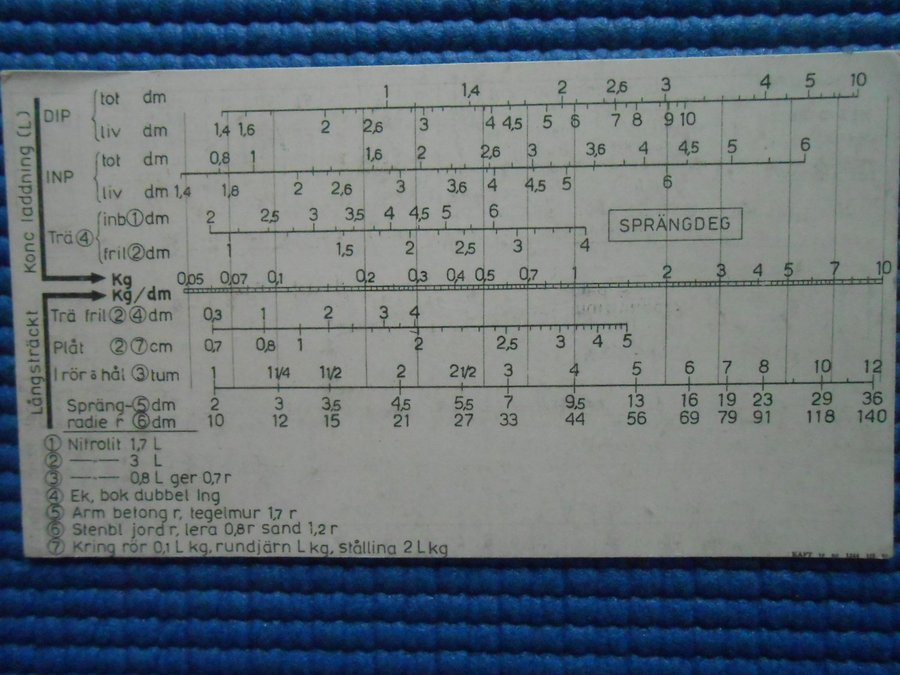 Konc laddning (L)
DIP
tot dm 1 1,4 2 2,6 3 4 5 10
liv dm 1,4 1,6 2 2,6 3 4 4,5 5 6 7 8 9 10
INP
tot dm 0,8 1 1,6 2 2,6 3 3,6 4 4,5 5 6
liv dm 1,4 1,8 2 2,6 3 3,6 4 4,5 5 6
Trä ④
inb ① dm 2 2,5 3 3,5 4 4,5 5 6
fril ② dm 1 1,5 2 2,5 3 4
SPRÄNGDEG
Kg 0,05 0,07 0,1 0,2 0,3 0,4 0,5 0,7 1 2 3 4 5 7 10
Kg/dm
Långsträckt
Trä fril ② ④ dm 0,3 1 2 3 4
Plåt ② ⑦ cm 0,7 0,8 1 2 2,5 3 4 5
I rör o hål ③ tum 1 1 1/4 1 1/2 2 2 1/2 3 4 5 6 7 8 10 12
Spräng- ⑤ dm 2 3 3,5 4,5 5,5 7 9,5 13 16 19 23 29 36
radie r ⑥ dm 10 12 15 21 27 33 44 56 69 79 91 118 140
① Nitrolit 1,7 L
② —··— 3 L
③ —··— 0,8 L ger 0,7 r
④ Ek, bok dubbel lng
⑤ Arm betong r, tegelmur 1,7 r
⑥ Stenbl jord r, lera 0,8 r sand 1,2 r
⑦ Kring rör 0,1 L kg, rundjärn L kg, stållina 2 L kg